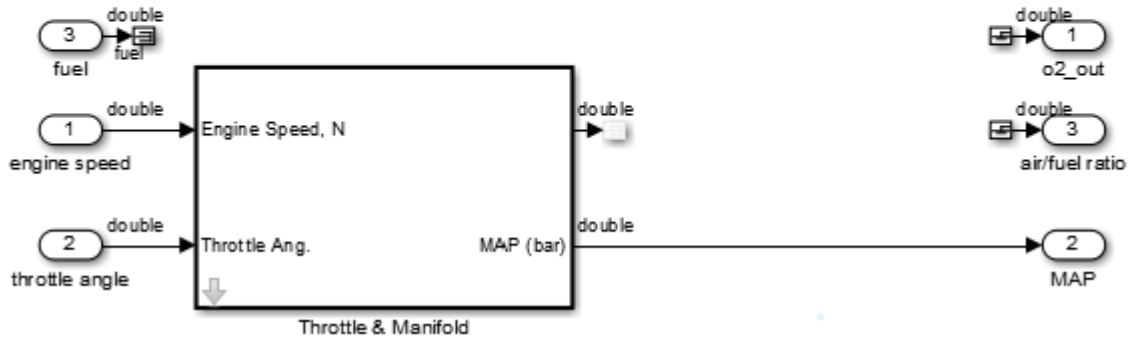 double
3
fuel
fuel
double
1
engine speed
double
2
throttle angle
Engine Speed, N
Throttle Ang.
MAP (bar)
Throttle & Manifold
double
double
double
1
o2_out
double
3
air/fuel ratio
2
MAP